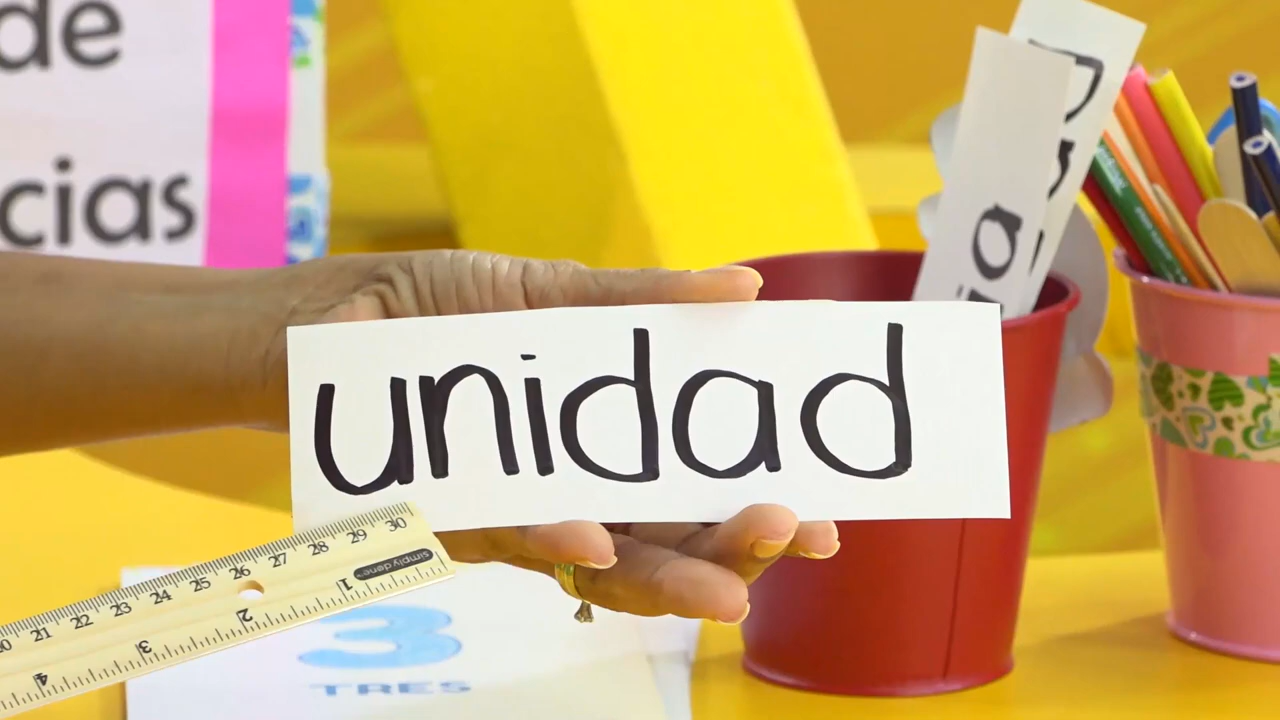 de
cias
unidad
20 21 22 23 24 25 26 27 28 29 30
4 3 2 1
simply done
3
TRES